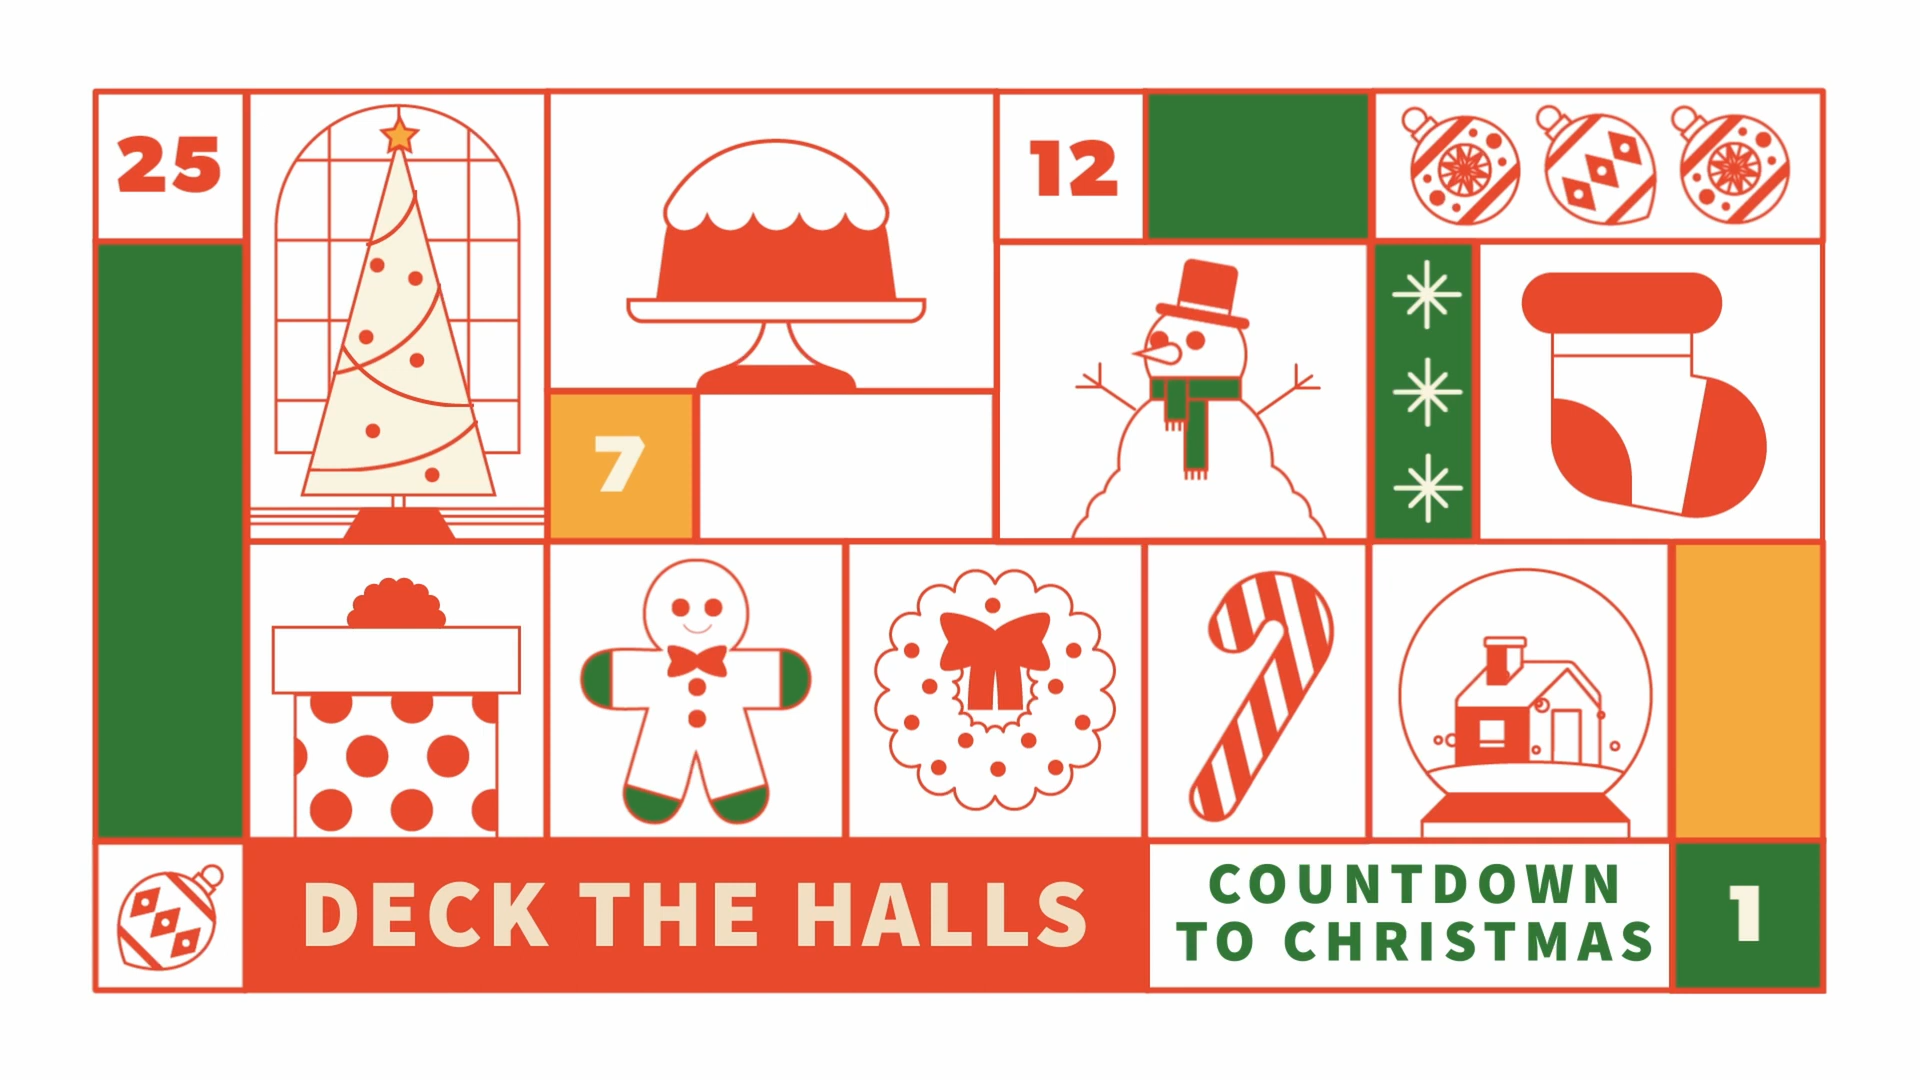 25
12
7
DECK THE HALLS
COUNTDOWN
TO CHRISTMAS
1